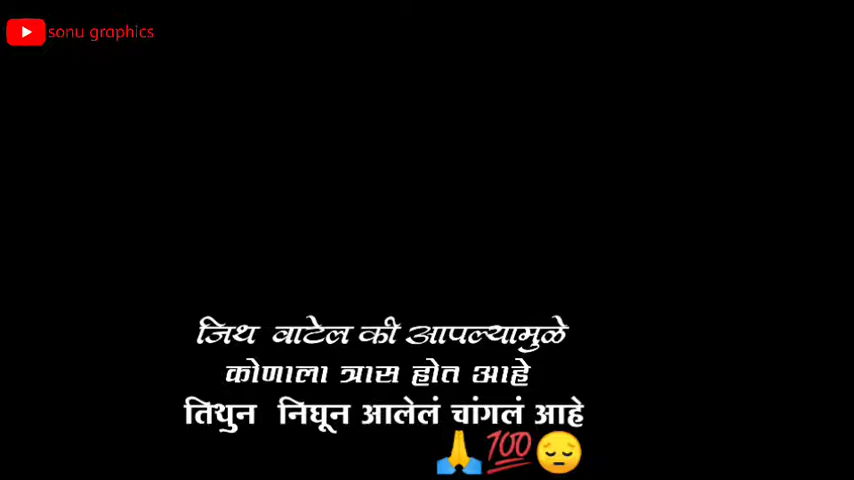 sonu graphics
जिथ वाटेल की आपल्यामुळे
कोणाला त्रास होत आहे
तिथुन निघून आलेलं चांगलं आहे
🙏💯😔